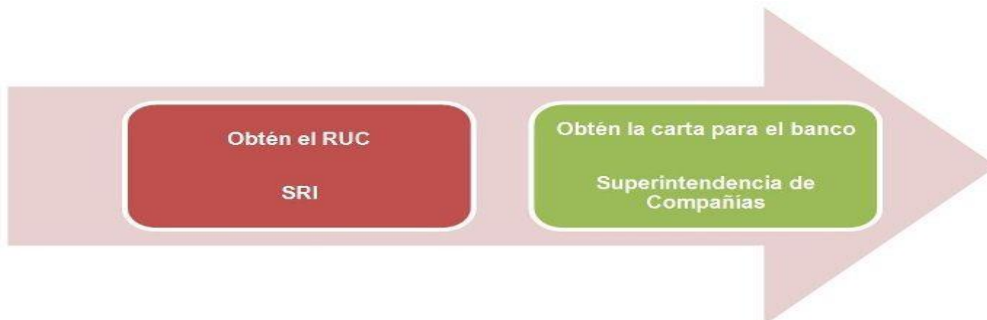 Obtén el RUC
SRI
Obtén la carta para el banco
Superintendencia de
Compañías